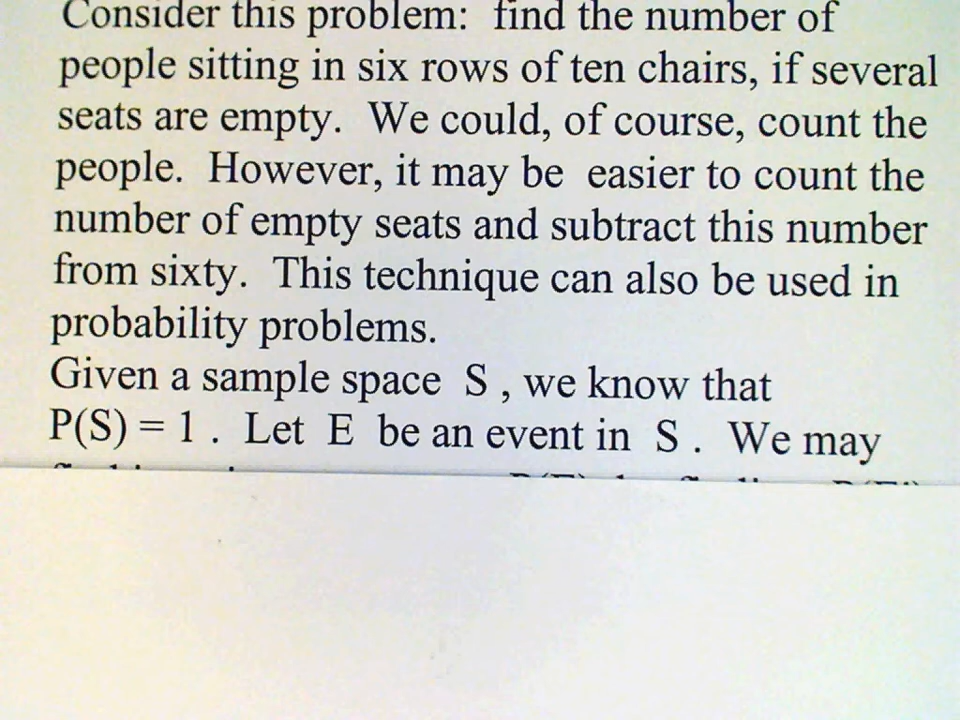 Consider this problem: find the number of
people sitting in six rows of ten chairs, if several
seats are empty. We could, of course, count the
people. However, it may be easier to count the
number of empty seats and subtract this number
from sixty. This technique can also be used in
probability problems.
Given a sample space S , we know that
P(S) = 1 . Let E be an event in S . We may